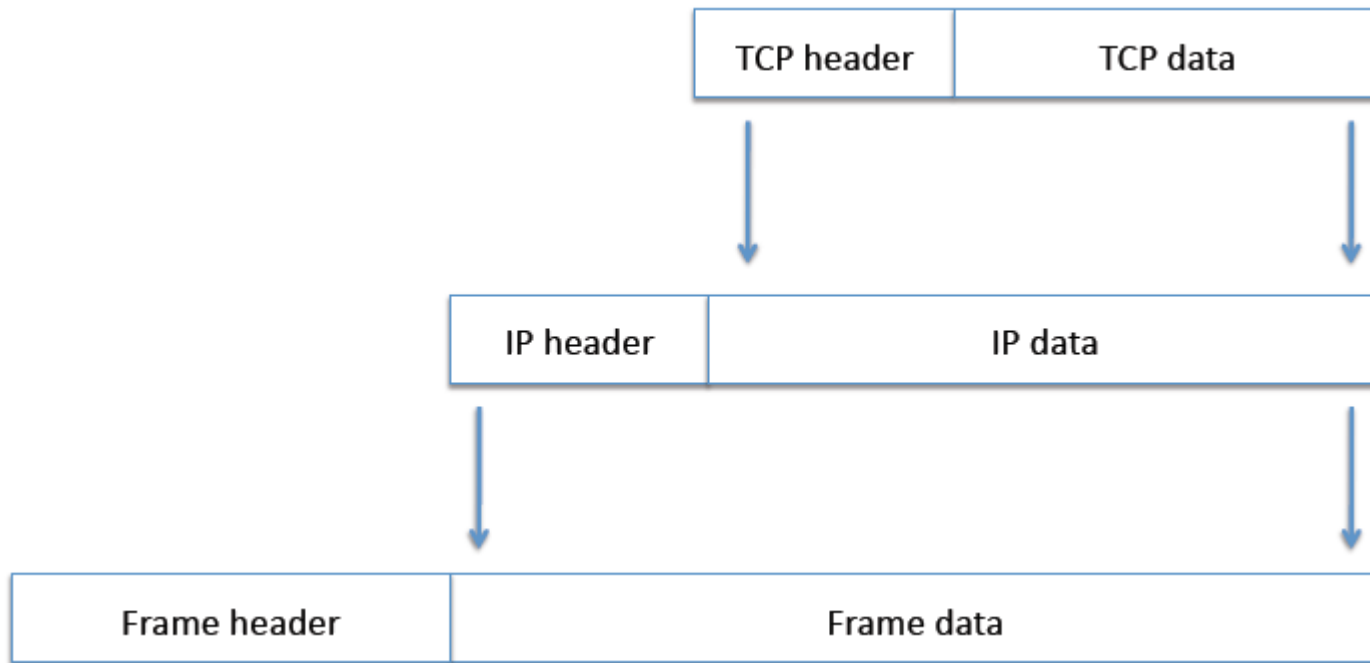 TCP header
TCP data
IP header
IP data
Frame header
Frame data